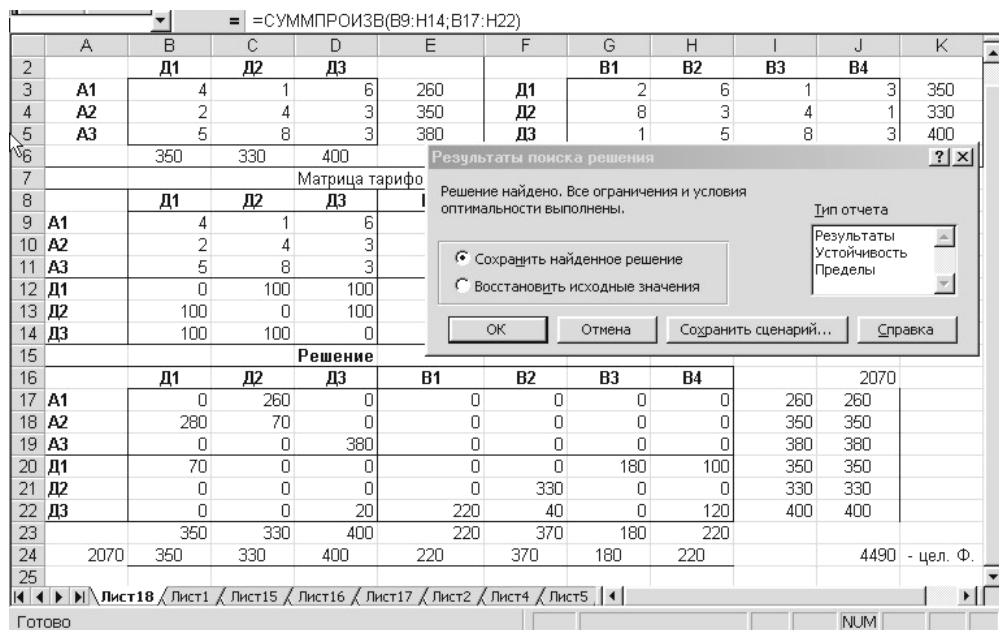 = =СУММПРОИЗВ(B9:H14;B17:H22)
A B C D E F G H I J K
2 Д1 Д2 Д3 В1 В2 В3 В4
3 А1 4 1 6 260 Д1 2 6 1 3 350
4 А2 2 4 3 350 Д2 8 3 4 1 330
5 А3 5 8 3 380 Д3 1 5 8 3 400
6 350 330 400
7 Матрица тарифо
8 Д1 Д2 Д3
9 А1 4 1 6
10 А2 2 4 3
11 А3 5 8 3
12 Д1 0 100 100
13 Д2 100 0 100
14 Д3 100 100 0
Результаты поиска решения
Решение найдено. Все ограничения и условия
оптимальности выполнены.
Тип отчета
Результаты
Устойчивость
Пределы
Сохранить найденное решение
Восстановить исходные значения
ОК Отмена Сохранить сценарий... Справка
15 Решение
16 Д1 Д2 Д3 В1 В2 В3 В4 2070
17 А1 0 260 0 0 0 0 0 260 260
18 А2 280 70 0 0 0 0 0 350 350
19 А3 0 0 380 0 0 0 0 380 380
20 Д1 70 0 0 0 0 180 100 350 350
21 Д2 0 0 0 0 330 0 0 330 330
22 Д3 0 0 20 220 40 0 120 400 400
23 350 330 400 220 370 180 220
24 2070 350 330 400 220 370 180 220 4490 - цел. Ф.
25
Лист18 Лист1 Лист15 Лист16 Лист17 Лист2 Лист4 Лист5
Готово NUM